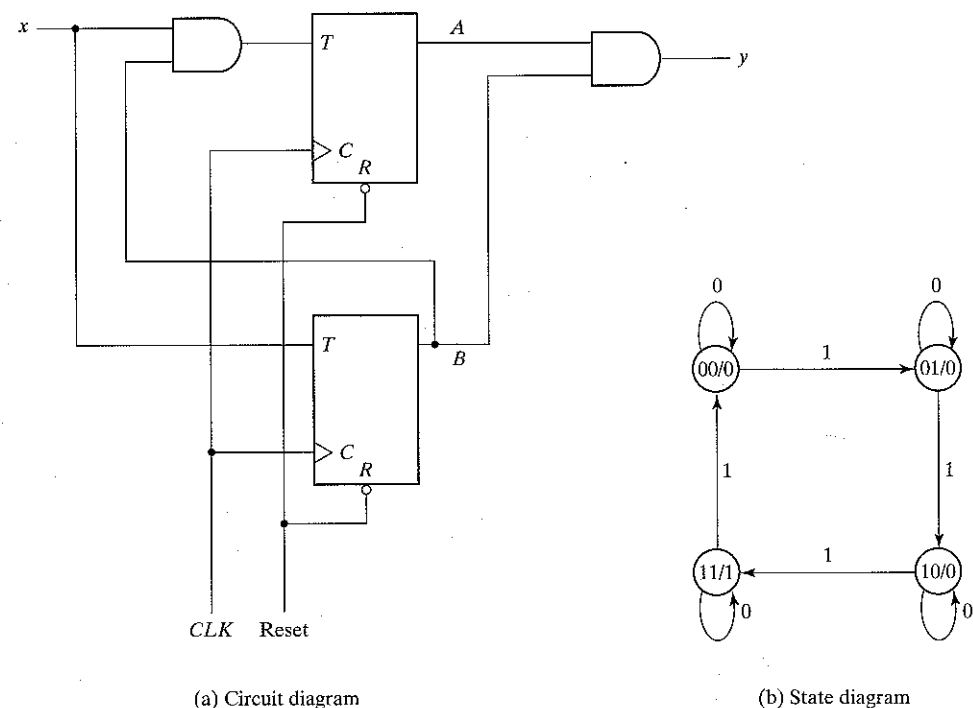 x
T
A
y
C
R
T
B
C
R
CLK Reset
(a) Circuit diagram
0
0
00/0
1
01/0
1
1
11/1
1
10/0
0
0
(b) State diagram